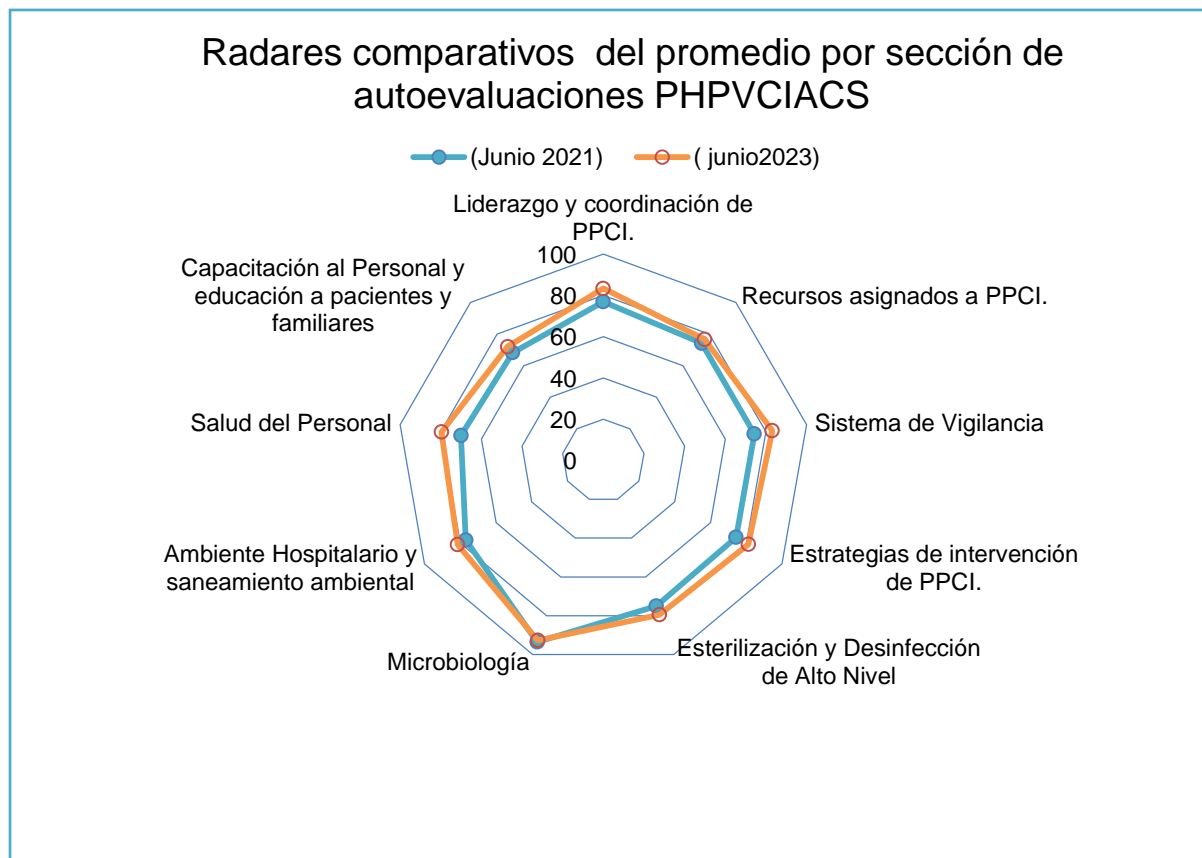 Radares comparativos  del promedio por sección de
autoevaluaciones PHPVCIACS
(Junio 2021)
( junio2023)
Liderazgo y coordinación de
PPCI.
Recursos asignados a PPCI.
Sistema de Vigilancia
Estrategias de intervención
de PPCI.
Esterilización y Desinfección
de Alto Nivel
Microbiología
Ambiente Hospitalario y
saneamiento ambiental
Salud del Personal
Capacitación al Personal y
educación a pacientes y
familiares
100
80
60
40
20
0